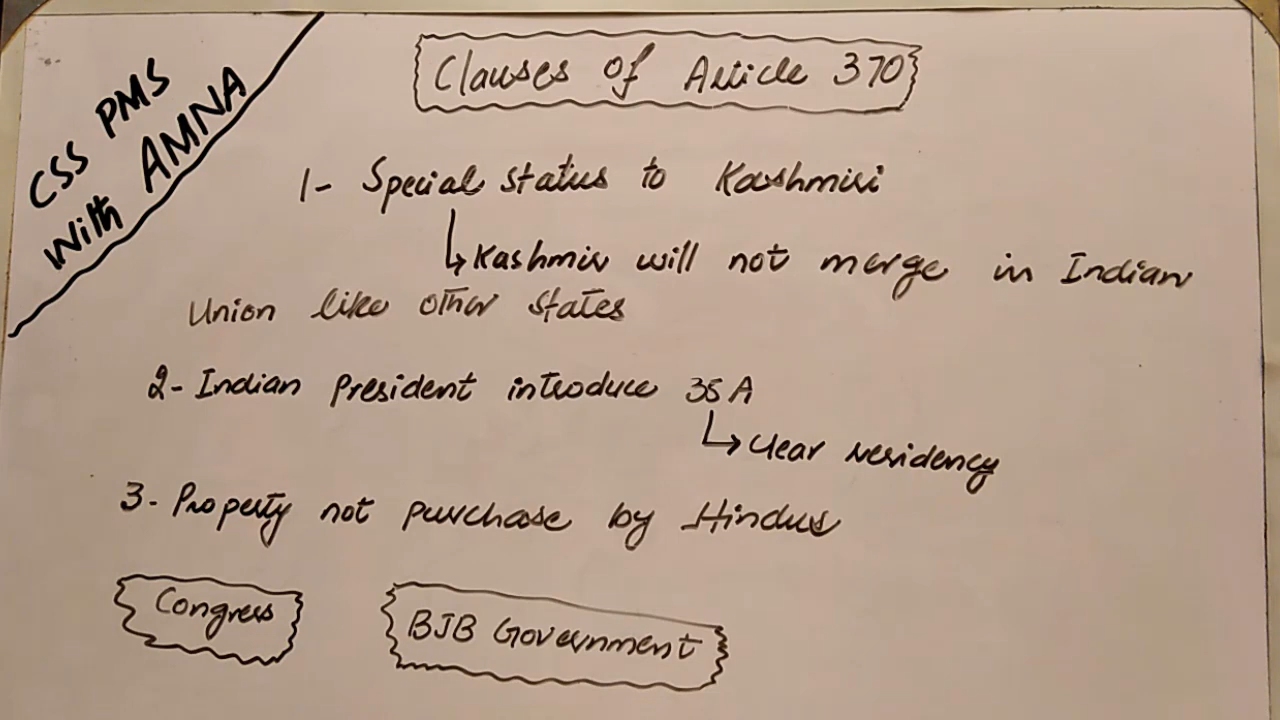 CSS PMS
with AMNA
Clauses of Article 370
1- Special status to Kashmiri
Kashmir will not merge in Indian
Union like other states
2- Indian President introduce 35A
Clear residency
3- Property not purchase by Hindus
Congress
BJB Government